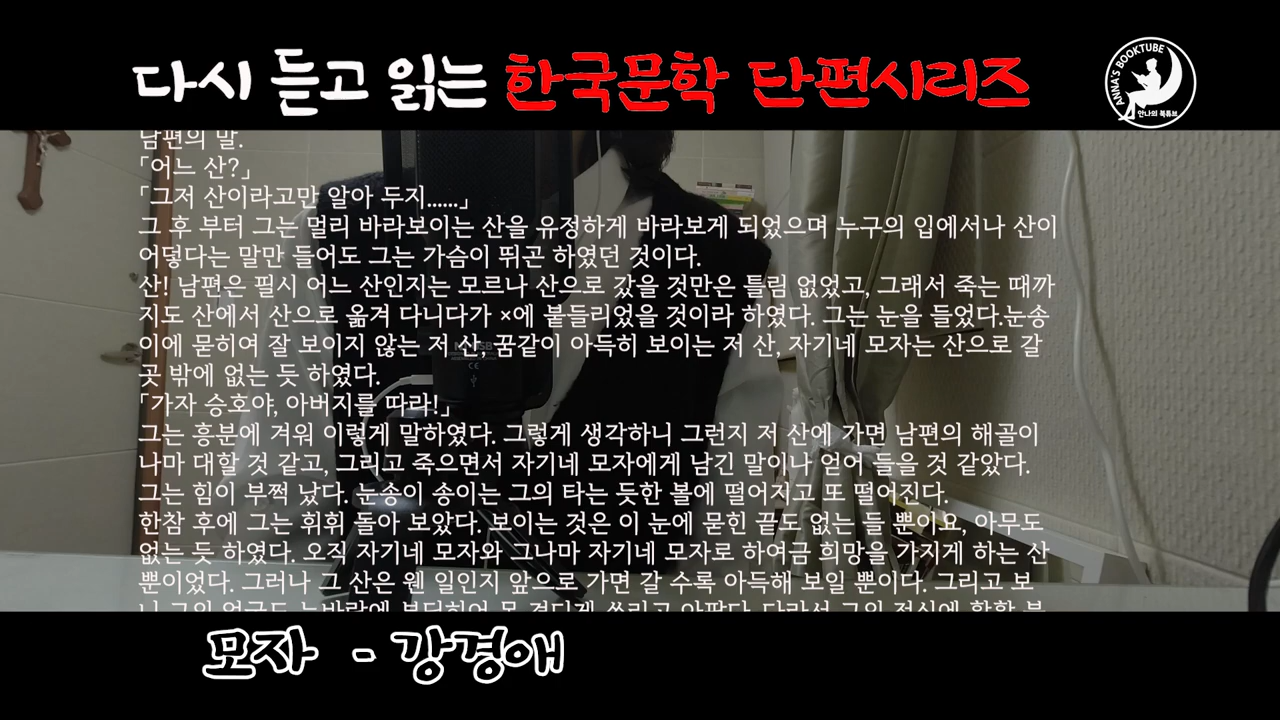 다시 듣고 읽는 한국문학 단편시리즈
ANNA'S BOOKTUBE
안나의 북튜브
남편의 말.
「어느 산?」
「그저 산이라고만 알아 두지......」
그 후 부터 그는 멀리 바라보이는 산을 유정하게 바라보게 되었으며 누구의 입에서나 산이
어덯다는 말만 들어도 그는 가슴이 뛰곤 하였던 것이다.
산! 남편은 필시 어느 산인지는 모르나 산으로 갔을 것만은 틀림 없었고, 그래서 죽는 때까
지도 산에서 산으로 옮겨 다니다가 ×에 붙들리었을 것이라 하였다. 그는 눈을 들었다.눈송
이에 묻히여 잘 보이지 않는 저 산, 꿈같이 아득히 보이는 저 산, 자기네 모자는 산으로 갈
곳 밖에 없는 듯 하였다.
「가자 승호야, 아버지를 따라!」
그는 흥분에 겨워 이렇게 말하였다. 그렇게 생각하니 그런지 저 산에 가면 남편의 해골이
나마 대할 것 같고, 그리고 죽으면서 자기네 모자에게 남긴 말이나 얻어 들을 것 같았다.
그는 힘이 부쩍 났다. 눈송이 송이는 그의 타는 듯한 볼에 떨어지고 또 떨어진다.
한참 후에 그는 휘휘 돌아 보았다. 보이는 것은 이 눈에 묻힌 끝도 없는 들 뿐이요, 아무도
없는 듯 하였다. 오직 자기네 모자와 그나마 자기네 모자로 하여금 희망을 가지게 하는 산
뿐이었다. 그러나 그 산은 웬 일인지 앞으로 가면 갈 수록 아득해 보일 뿐이다. 그리고 보
모자 - 강경애